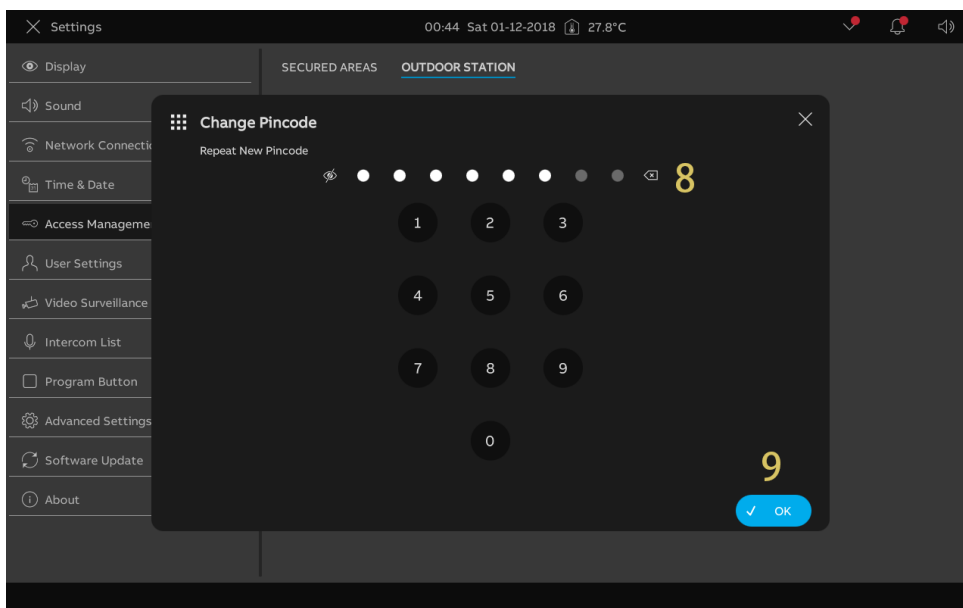 Settings
00:44 Sat 01-12-2018 27.8°C
Display
SECURED AREAS OUTDOOR STATION
Sound
Change Pincode
Network Connectio
Repeat New Pincode
8
Time & Date
Access Manageme
1 2 3
User Settings
Video Surveillance
4 5 6
Intercom List
Program Button
7 8 9
Advanced Settings
0
Software Update
9
About
OK